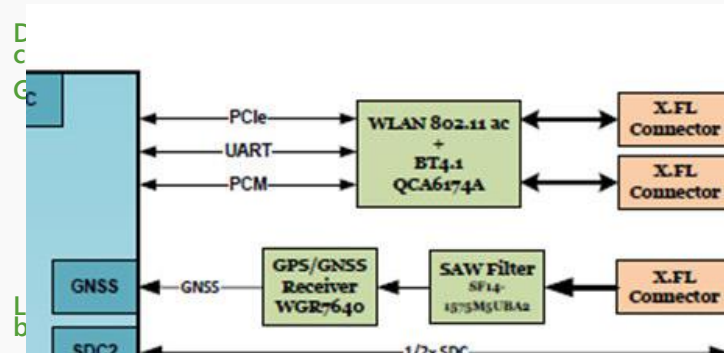 D
c
G
C
PCIe
UART
PCM
WLAN 802.11 ac
+
BT4.1
QCA6174A
X.FL
Connector
X.FL
Connector
GNSS
GNSS
GPS/GNSS
Receiver
WGR7640
SAW Filter
SF14-
1575M5UBA2
X.FL
Connector
L
b
SDC2
1/2x SDC